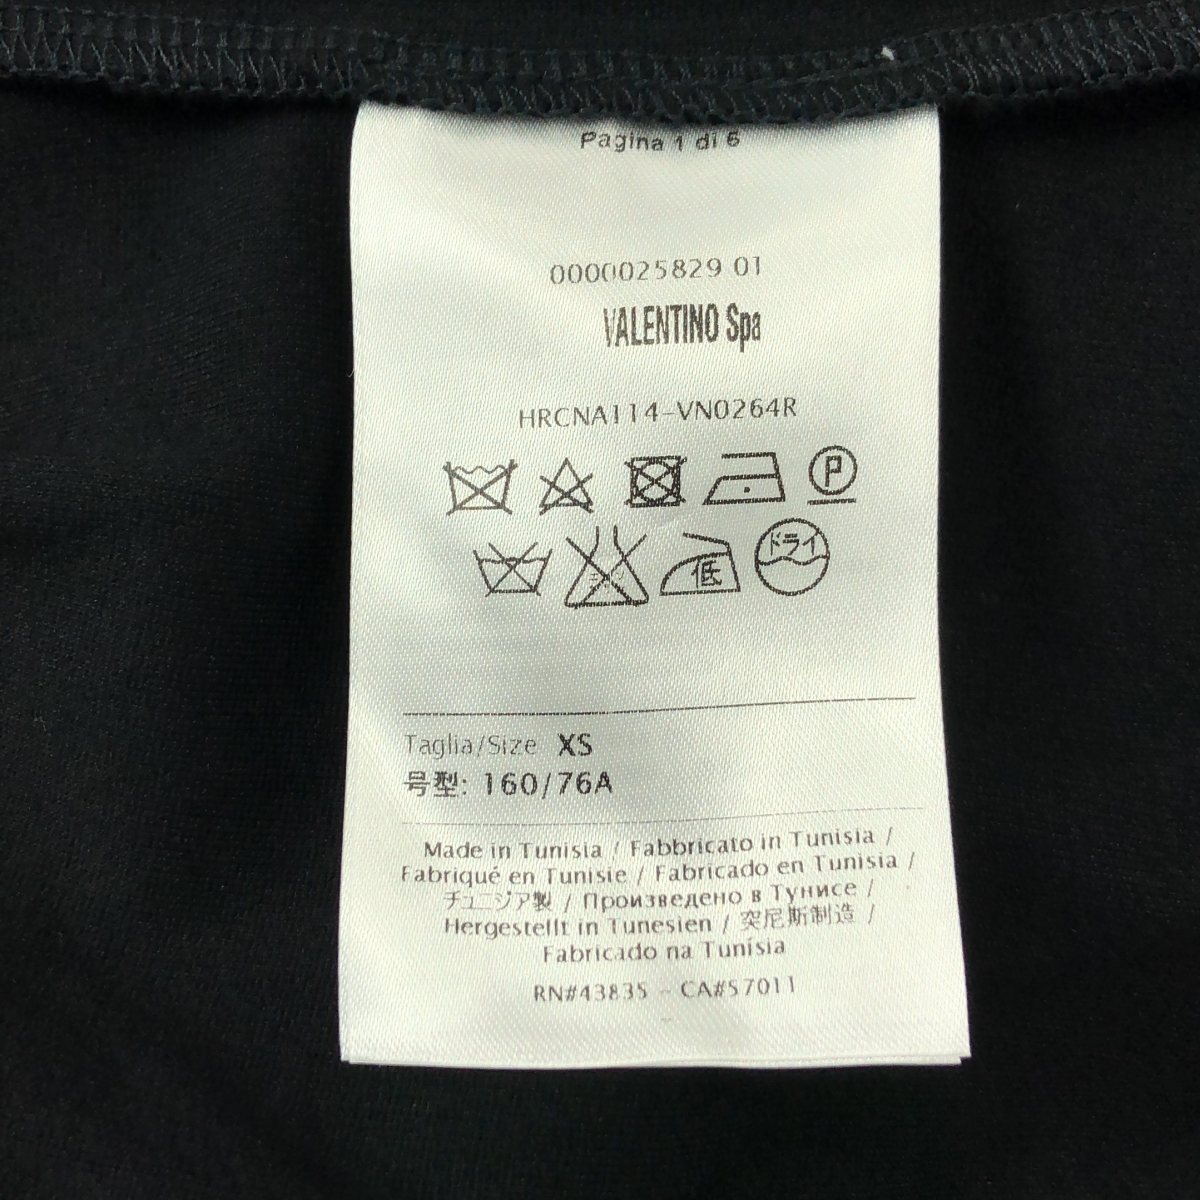 Pagina 1 di 6
0000025829 01
VALENTINO Spa
HRCNA114-VN0264R
P
低 ドライ
Taglia/Size XS
号型: 160/76A
Made in Tunisia / Fabbricato in Tunisia /
Fabriqué en Tunisie / Fabricado en Tunisia /
チュニジア製 / Произведено в Тунисе /
Hergestellt in Tunesien / 突尼斯制造 /
Fabricado na Tunísia
RN#43835 - CA#57011